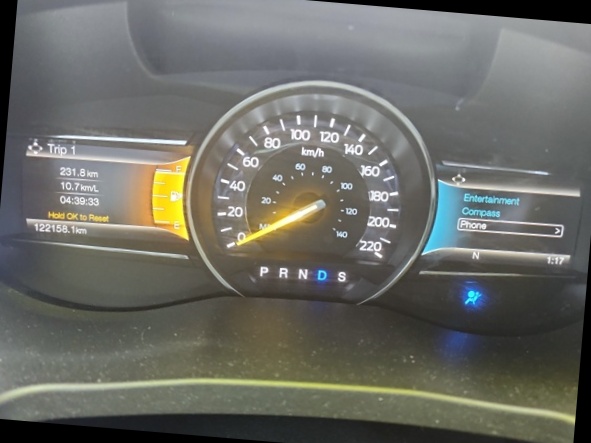 Trip 1
231.8 km
10.7 km/L
04:39:33
Hold OK to Reset
122158.1km
F
E
0
20
40
60
80
100
120
140
160
180
200
220
km/h
20
40
60
80
100
120
140
P R N D S
Entertainment
Compass
Phone >
N
1:17